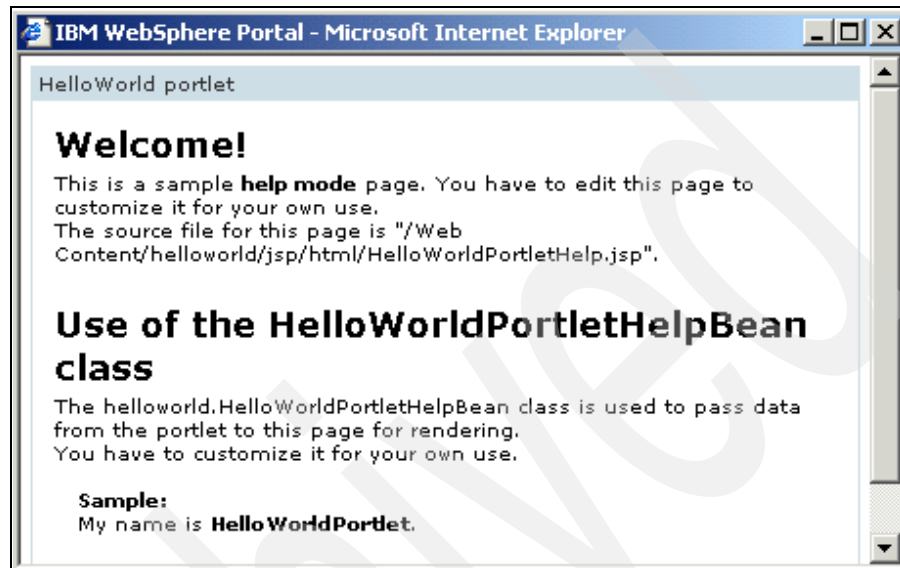 IBM WebSphere Portal - Microsoft Internet Explorer
HelloWorld portlet
Welcome!
This is a sample help mode page. You have to edit this page to
customize it for your own use.
The source file for this page is "/Web
Content/helloworld/jsp/html/HelloWorldPortletHelp.jsp".
Use of the HelloWorldPortletHelpBean
class
The helloworld.HelloWorldPortletHelpBean class is used to pass data
from the portlet to this page for rendering.
You have to customize it for your own use.
Sample:
My name is HelloWorldPortlet.